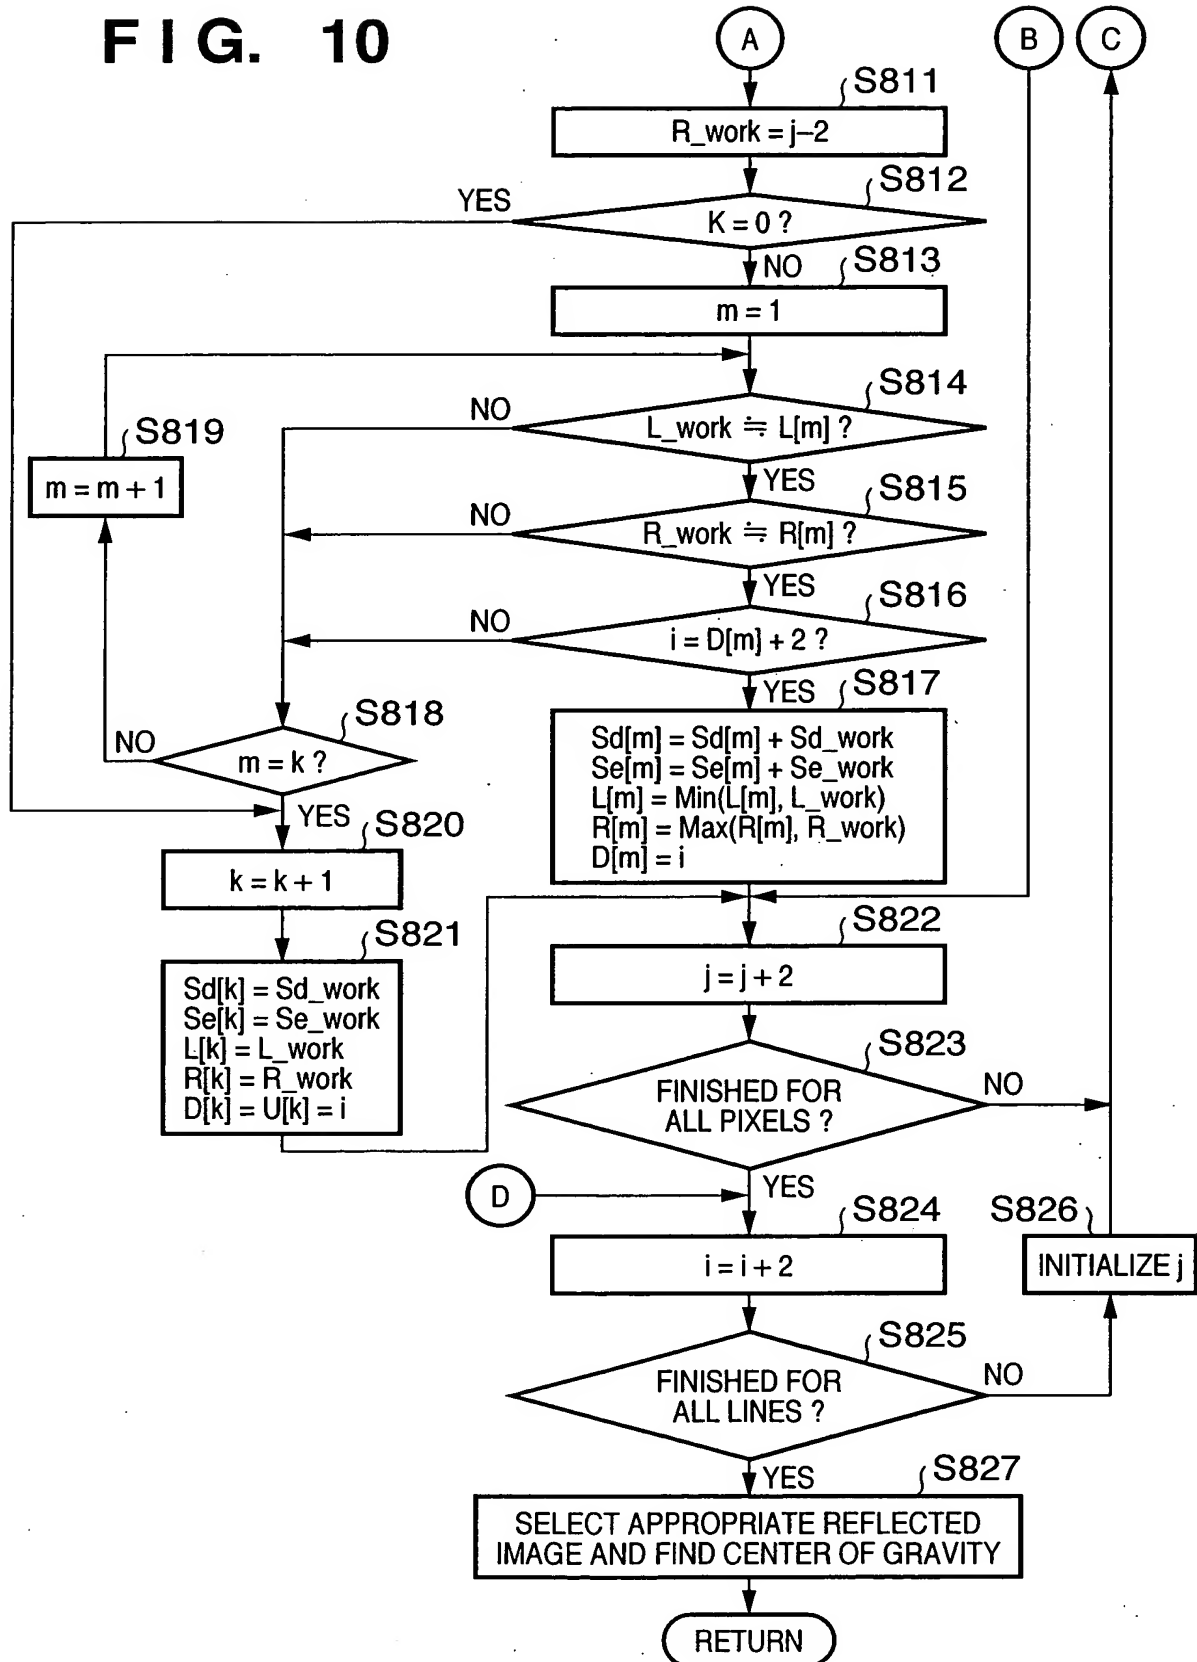 FIG. 10
A
B
C
S811
R_work = j–2
S812
YES
K = 0 ?
NO
S813
m = 1
S814
NO
L_work ≒ L[m] ?
S819
m = m + 1
YES
S815
NO
R_work ≒ R[m] ?
YES
S816
NO
i = D[m] + 2 ?
YES
S817
Sd[m] = Sd[m] + Sd_work
Se[m] = Se[m] + Se_work
L[m] = Min(L[m], L_work)
R[m] = Max(R[m], R_work)
D[m] = i
S818
NO
m = k ?
YES
S820
k = k + 1
S821
Sd[k] = Sd_work
Se[k] = Se_work
L[k] = L_work
R[k] = R_work
D[k] = U[k] = i
S822
j = j + 2
S823
FINISHED FOR
ALL PIXELS ?
NO
YES
D
S824
i = i + 2
S826
INITIALIZE j
S825
FINISHED FOR
ALL LINES ?
NO
YES
S827
SELECT APPROPRIATE REFLECTED
IMAGE AND FIND CENTER OF GRAVITY
RETURN